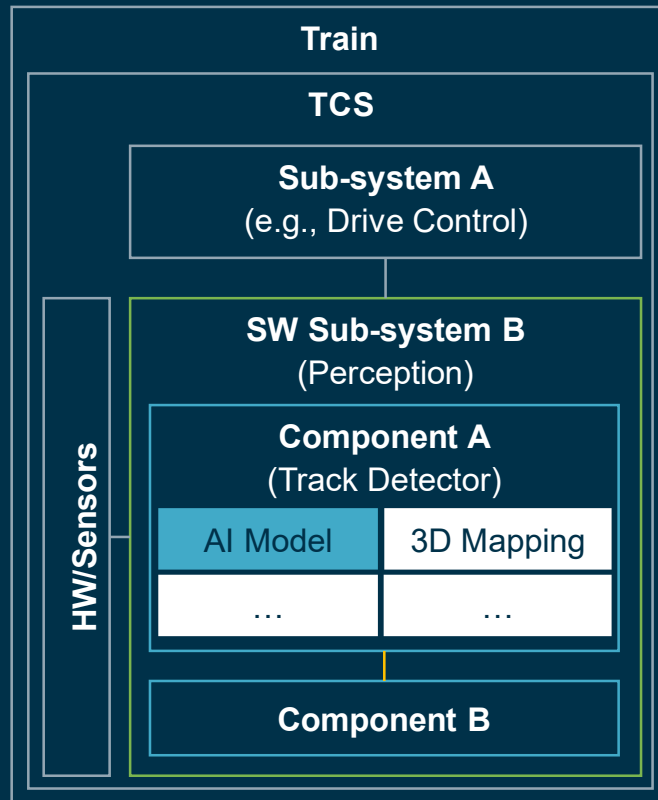 Train
TCS
Sub-system A
(e.g., Drive Control)
HW/Sensors
SW Sub-system B
(Perception)
Component A
(Track Detector)
AI Model
3D Mapping
…
…
Component B